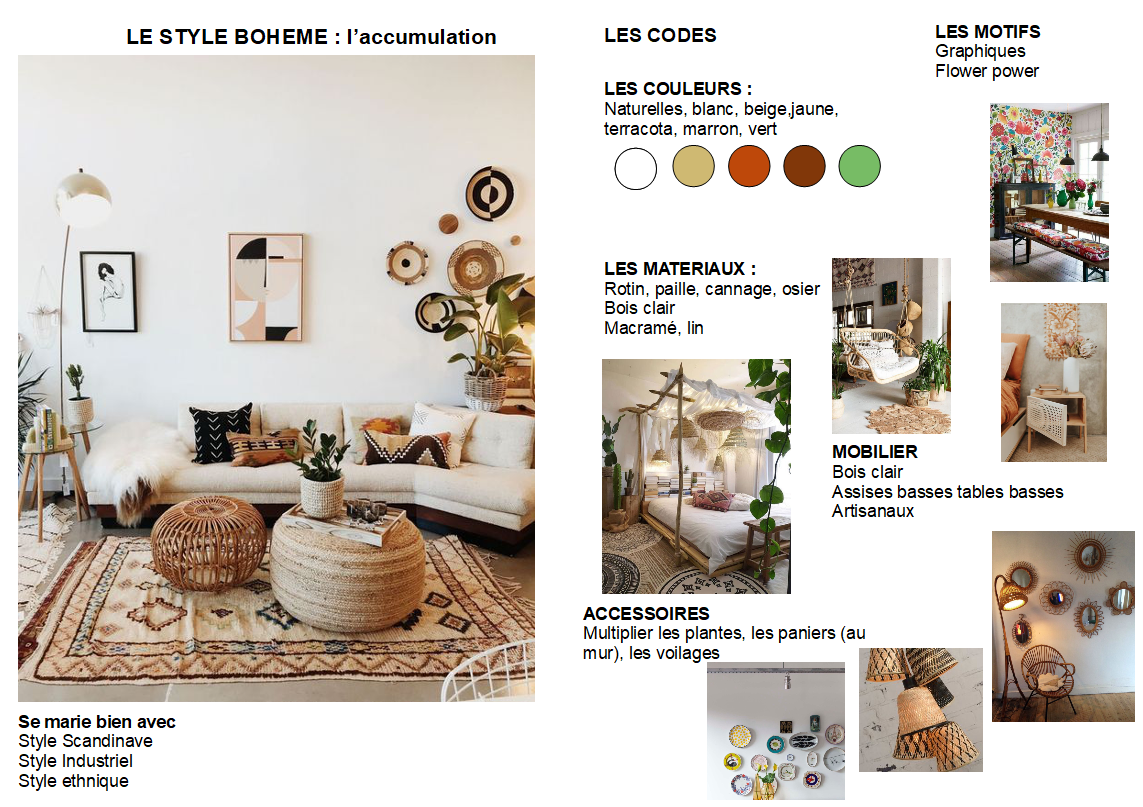 LE STYLE BOHEME : l’accumulation
Se marie bien avec
Style Scandinave
Style Industriel
Style ethnique
LES CODES
LES COULEURS :
Naturelles, blanc, beige,jaune,
terracota, marron, vert
LES MOTIFS
Graphiques
Flower power
LES MATERIAUX :
Rotin, paille, cannage, osier
Bois clair
Macramé, lin
MOBILIER
Bois clair
Assises basses tables basses
Artisanaux
ACCESSOIRES
Multiplier les plantes, les paniers (au
mur), les voilages